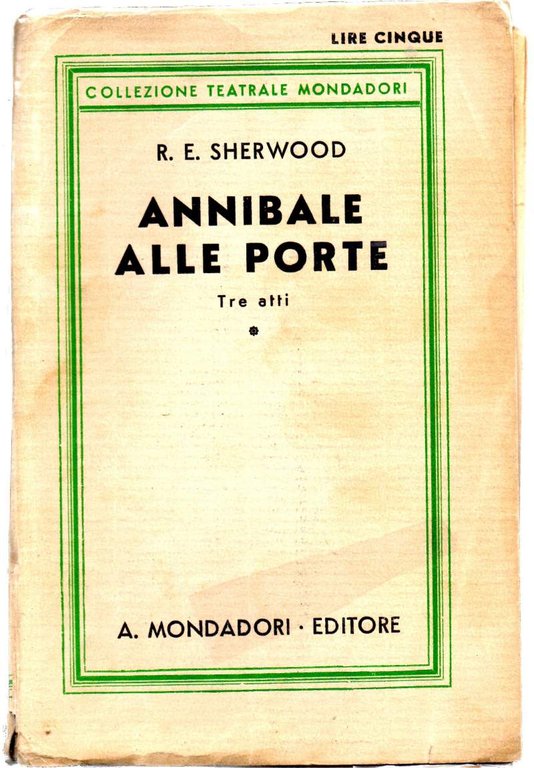 LIRE CINQUE
COLLEZIONE TEATRALE MONDADORI
R. E. SHERWOOD
ANNIBALE
ALLE PORTE
Tre atti
A. MONDADORI · EDITORE